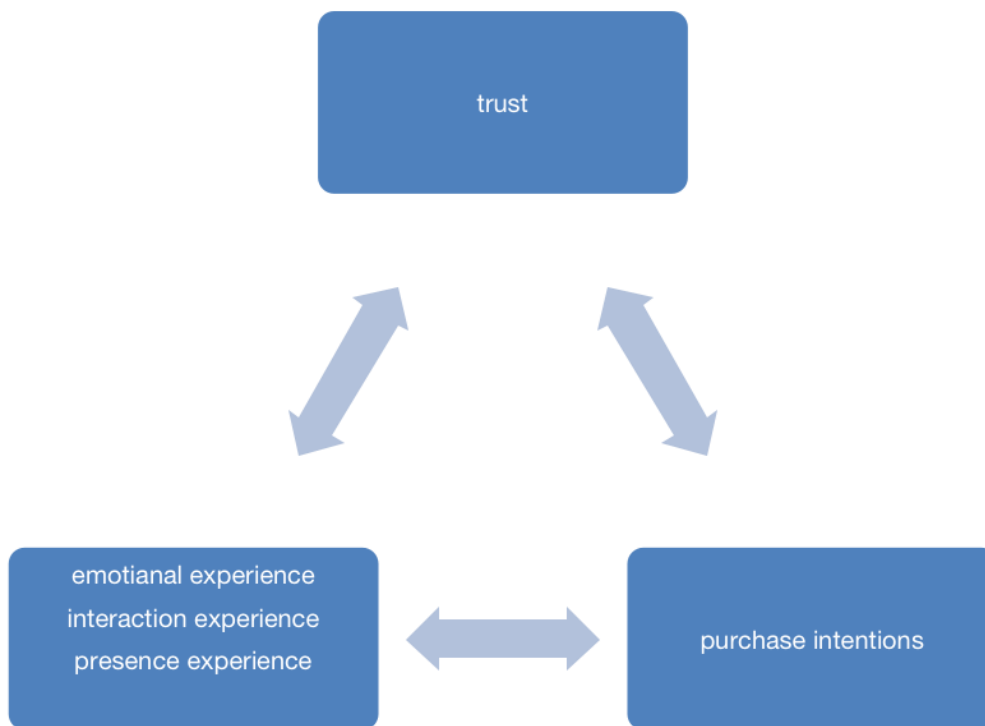 trust
emotianal experience
interaction experience
presence experience
purchase intentions